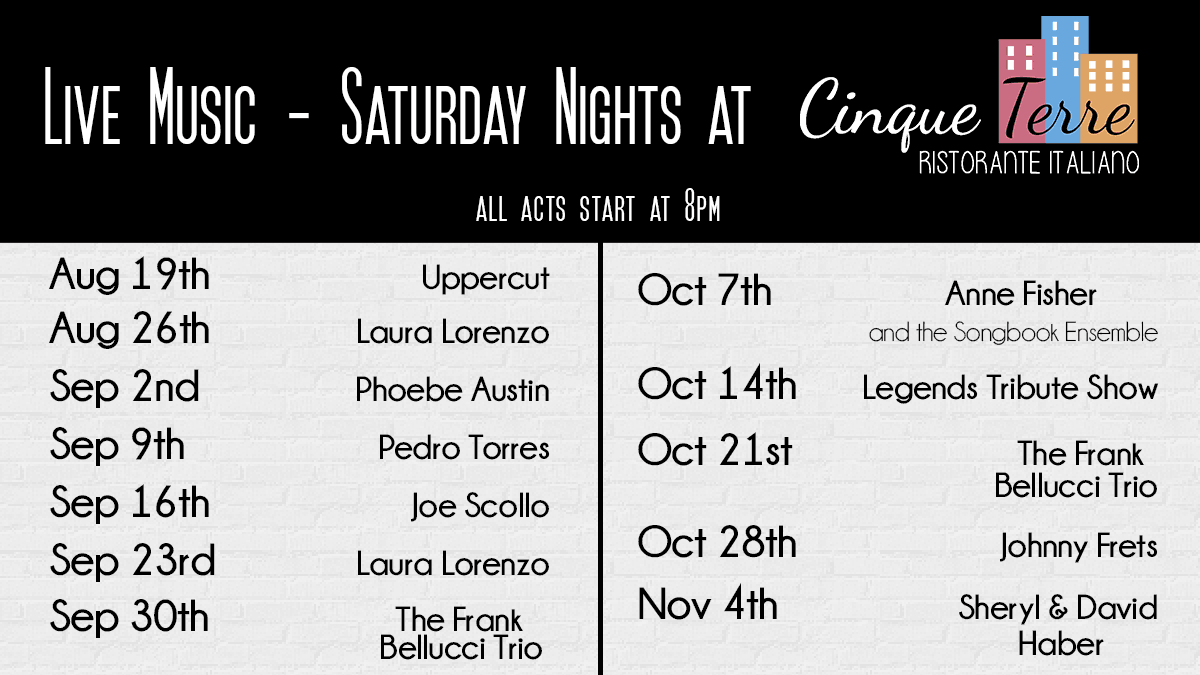 Live Music - Saturday Nights at
Cinque Terre
RISTORANTE ITALIANO
ALL ACTS START AT 8PM
Aug 19th Uppercut
Aug 26th Laura Lorenzo
Sep 2nd Phoebe Austin
Sep 9th Pedro Torres
Sep 16th Joe Scollo
Sep 23rd Laura Lorenzo
Sep 30th The Frank
Bellucci Trio
Oct 7th Anne Fisher
and the Songbook Ensemble
Oct 14th Legends Tribute Show
Oct 21st The Frank
Bellucci Trio
Oct 28th Johnny Frets
Nov 4th Sheryl & David
Haber